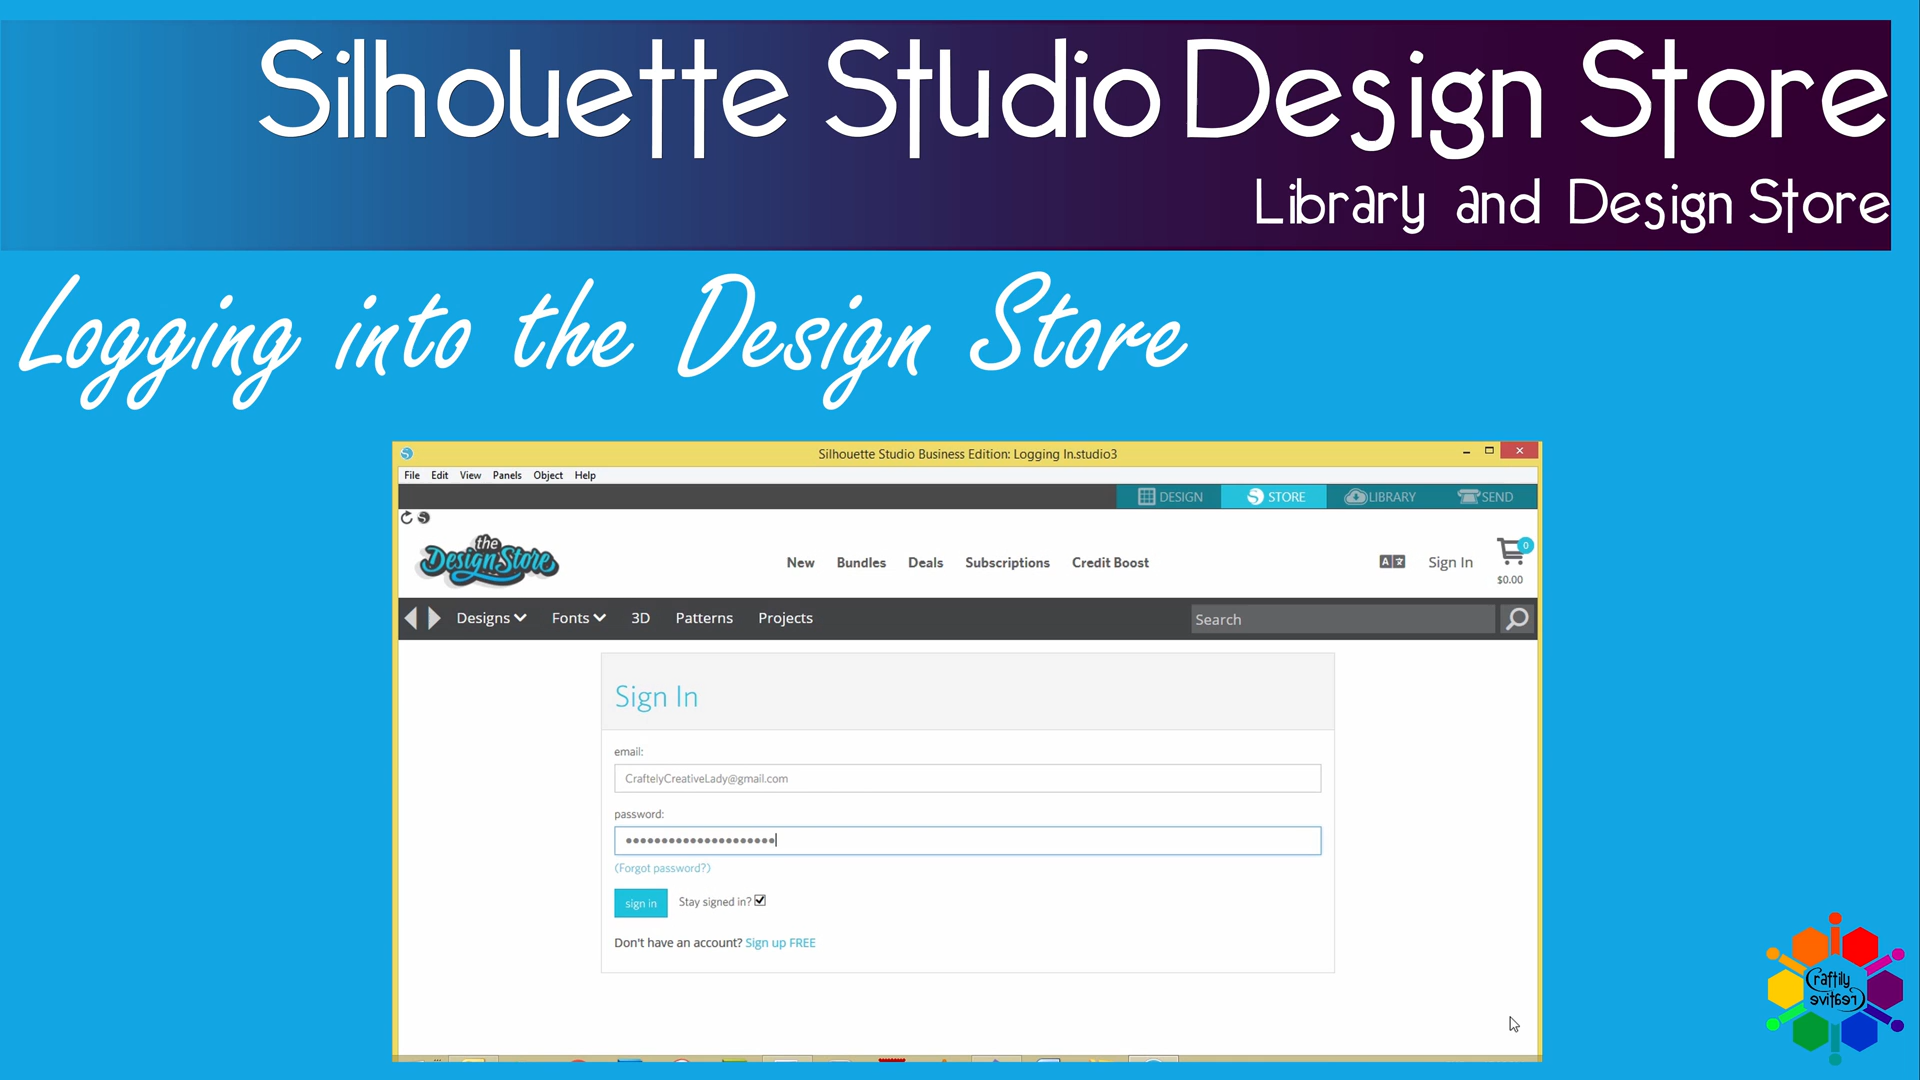 Silhouette Studio Design Store
Library and Design Store
Logging into the Design Store
Silhouette Studio Business Edition: Logging In.studio3
File Edit View Panels Object Help
DESIGN STORE LIBRARY SEND
the
Design Store
New Bundles Deals Subscriptions Credit Boost
A Sign In 0
$0.00
Designs Fonts 3D Patterns Projects Search
Sign In
email:
CraftelyCreativeLady@gmail.com
password:
•••••••••••••••••••••
(Forgot password?)
sign in Stay signed in?
Don't have an account? Sign up FREE
Craftily
Creative